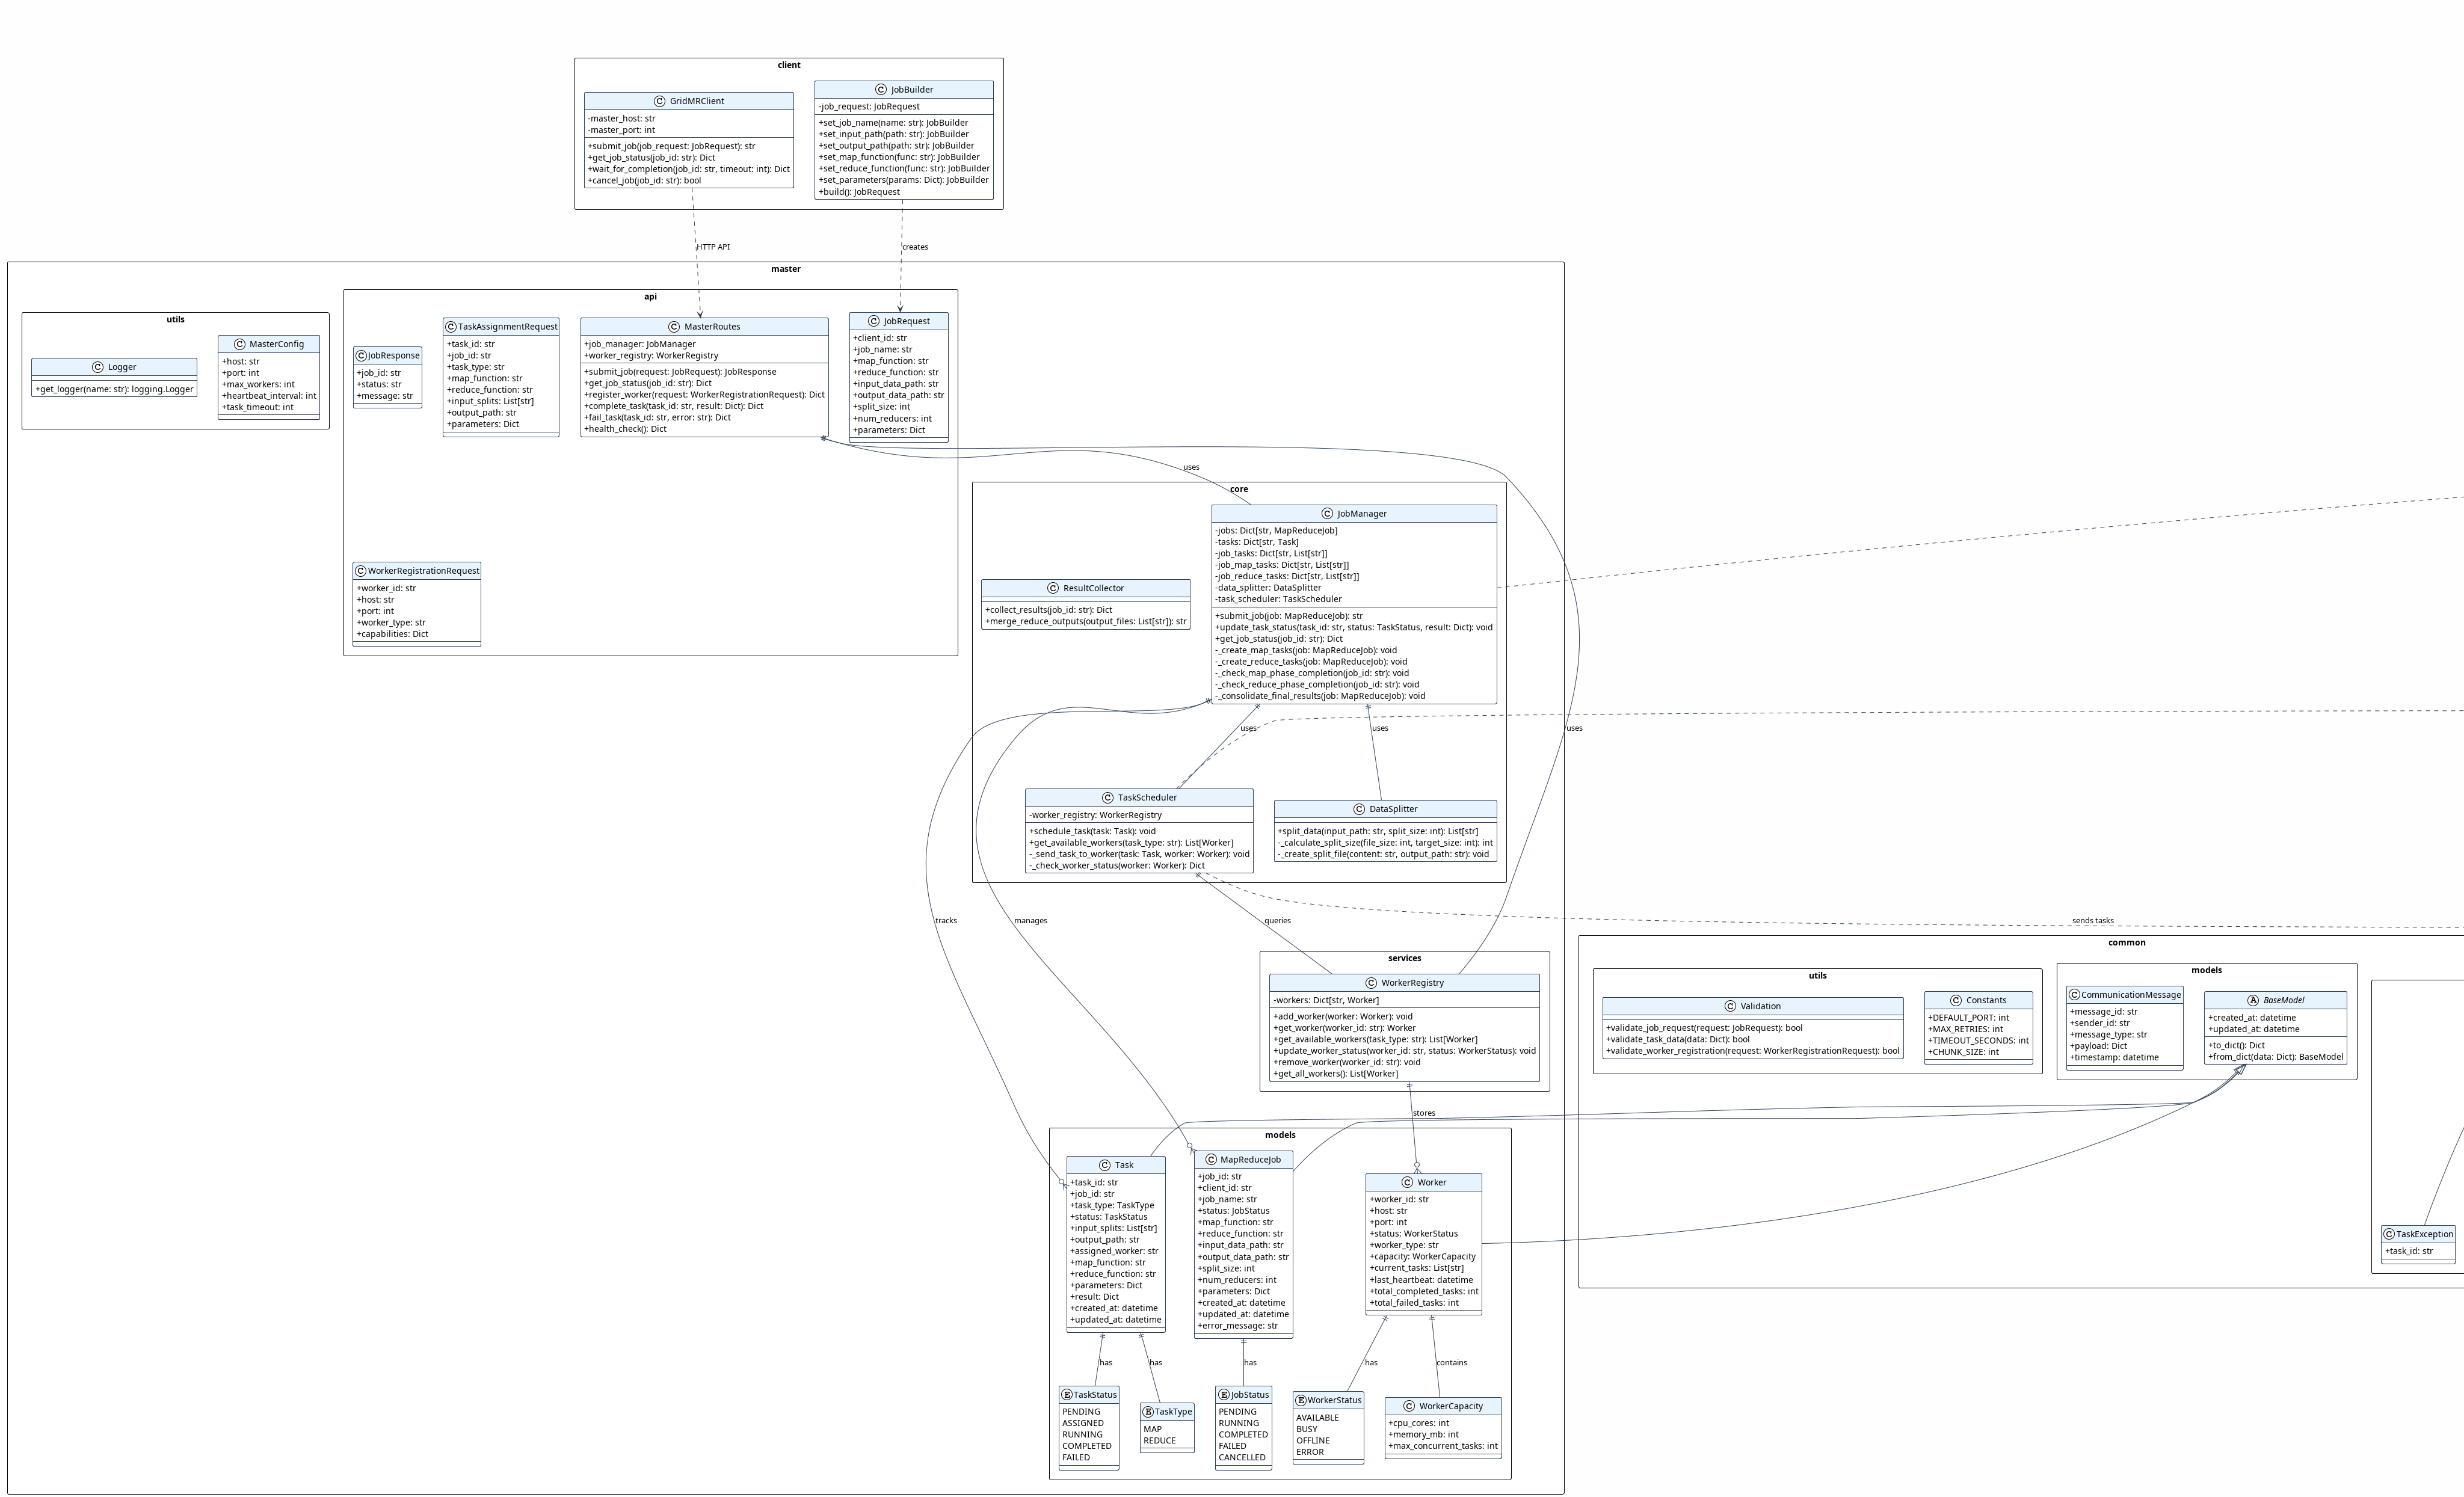 client
C GridMRClient
-master_host: str
-master_port: int
+submit_job(job_request: JobRequest): str
+get_job_status(job_id: str): Dict
+wait_for_completion(job_id: str, timeout: int): Dict
+cancel_job(job_id: str): bool
C JobBuilder
-job_request: JobRequest
+set_job_name(name: str): JobBuilder
+set_input_path(path: str): JobBuilder
+set_output_path(path: str): JobBuilder
+set_map_function(func: str): JobBuilder
+set_reduce_function(func: str): JobBuilder
+set_parameters(params: Dict): JobBuilder
+build(): JobRequest
HTTP API
creates
master
utils
C Logger
+get_logger(name: str): logging.Logger
C MasterConfig
+host: str
+port: int
+max_workers: int
+heartbeat_interval: int
+task_timeout: int
api
C JobResponse
+job_id: str
+status: str
+message: str
C TaskAssignmentRequest
+task_id: str
+job_id: str
+task_type: str
+map_function: str
+reduce_function: str
+input_splits: List[str]
+output_path: str
+parameters: Dict
C MasterRoutes
+job_manager: JobManager
+worker_registry: WorkerRegistry
+submit_job(request: JobRequest): JobResponse
+get_job_status(job_id: str): Dict
+register_worker(request: WorkerRegistrationRequest): Dict
+complete_task(task_id: str, result: Dict): Dict
+fail_task(task_id: str, error: str): Dict
+health_check(): Dict
C JobRequest
+client_id: str
+job_name: str
+map_function: str
+reduce_function: str
+input_data_path: str
+output_data_path: str
+split_size: int
+num_reducers: int
+parameters: Dict
C WorkerRegistrationRequest
+worker_id: str
+host: str
+port: int
+worker_type: str
+capabilities: Dict
uses
core
C ResultCollector
+collect_results(job_id: str): Dict
+merge_reduce_outputs(output_files: List[str]): str
C JobManager
-jobs: Dict[str, MapReduceJob]
-tasks: Dict[str, Task]
-job_tasks: Dict[str, List[str]]
-job_map_tasks: Dict[str, List[str]]
-job_reduce_tasks: Dict[str, List[str]]
-data_splitter: DataSplitter
-task_scheduler: TaskScheduler
+submit_job(job: MapReduceJob): str
+update_task_status(task_id: str, status: TaskStatus, result: Dict): void
+get_job_status(job_id: str): Dict
-_create_map_tasks(job: MapReduceJob): void
-_create_reduce_tasks(job: MapReduceJob): void
-_check_map_phase_completion(job_id: str): void
-_check_reduce_phase_completion(job_id: str): void
-_consolidate_final_results(job: MapReduceJob): void
uses
uses
uses
C TaskScheduler
-worker_registry: WorkerRegistry
+schedule_task(task: Task): void
+get_available_workers(task_type: str): List[Worker]
-_send_task_to_worker(task: Task, worker: Worker): void
-_check_worker_status(worker: Worker): Dict
C DataSplitter
+split_data(input_path: str, split_size: int): List[str]
-_calculate_split_size(file_size: int, target_size: int): int
-_create_split_file(content: str, output_path: str): void
tracks
manages
queries
sends tasks
services
C WorkerRegistry
-workers: Dict[str, Worker]
+add_worker(worker: Worker): void
+get_worker(worker_id: str): Worker
+get_available_workers(task_type: str): List[Worker]
+update_worker_status(worker_id: str, status: WorkerStatus): void
+remove_worker(worker_id: str): void
+get_all_workers(): List[Worker]
common
utils
C Validation
+validate_job_request(request: JobRequest): bool
+validate_task_data(data: Dict): bool
+validate_worker_registration(request: WorkerRegistrationRequest): bool
C Constants
+DEFAULT_PORT: int
+MAX_RETRIES: int
+TIMEOUT_SECONDS: int
+CHUNK_SIZE: int
models
C CommunicationMessage
+message_id: str
+sender_id: str
+message_type: str
+payload: Dict
+timestamp: datetime
A BaseModel
+created_at: datetime
+updated_at: datetime
+to_dict(): Dict
+from_dict(data: Dict): BaseModel
C TaskException
+task_id: str
stores
models
C Task
+task_id: str
+job_id: str
+task_type: TaskType
+status: TaskStatus
+input_splits: List[str]
+output_path: str
+assigned_worker: str
+map_function: str
+reduce_function: str
+parameters: Dict
+result: Dict
+created_at: datetime
+updated_at: datetime
C MapReduceJob
+job_id: str
+client_id: str
+job_name: str
+status: JobStatus
+map_function: str
+reduce_function: str
+input_data_path: str
+output_data_path: str
+split_size: int
+num_reducers: int
+parameters: Dict
+created_at: datetime
+updated_at: datetime
+error_message: str
C Worker
+worker_id: str
+host: str
+port: int
+status: WorkerStatus
+worker_type: str
+capacity: WorkerCapacity
+current_tasks: List[str]
+last_heartbeat: datetime
+total_completed_tasks: int
+total_failed_tasks: int
has
has
has
has
contains
E TaskStatus
PENDING
ASSIGNED
RUNNING
COMPLETED
FAILED
E TaskType
MAP
REDUCE
E JobStatus
PENDING
RUNNING
COMPLETED
FAILED
CANCELLED
E WorkerStatus
AVAILABLE
BUSY
OFFLINE
ERROR
C WorkerCapacity
+cpu_cores: int
+memory_mb: int
+max_concurrent_tasks: int